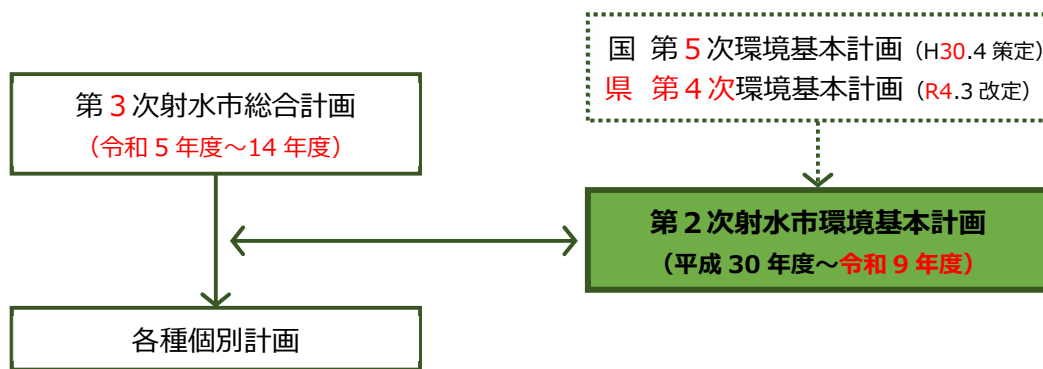 国 第５次環境基本計画（H30.4 策定）
県 第４次環境基本計画（R4.3 改定）
第３次射水市総合計画
（令和 5 年度～14 年度）
第２次射水市環境基本計画
（平成 30 年度～令和 9 年度）
各種個別計画